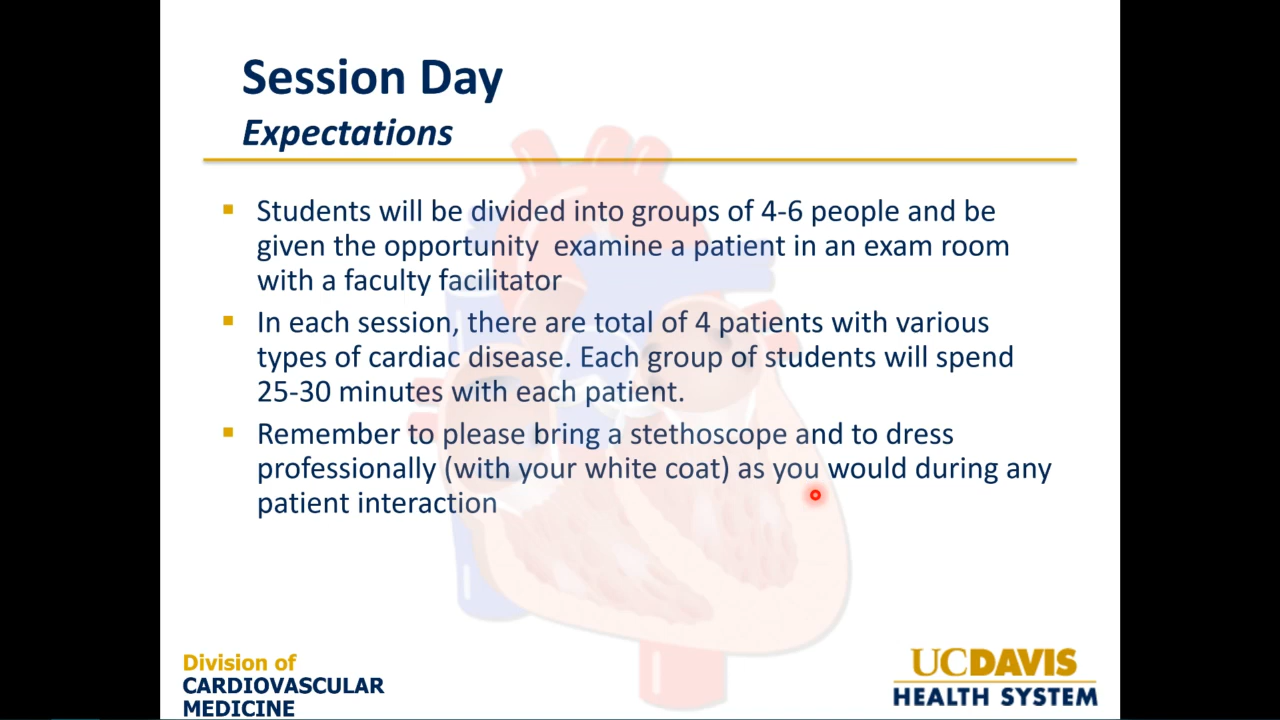 Session Day
Expectations
Students will be divided into groups of 4-6 people and be
given the opportunity  examine a patient in an exam room
with a faculty facilitator
In each session, there are total of 4 patients with various
types of cardiac disease. Each group of students will spend
25-30 minutes with each patient.
Remember to please bring a stethoscope and to dress
professionally (with your white coat) as you would during any
patient interaction
Division of
CARDIOVASCULAR
MEDICINE
UCDAVIS
HEALTH SYSTEM